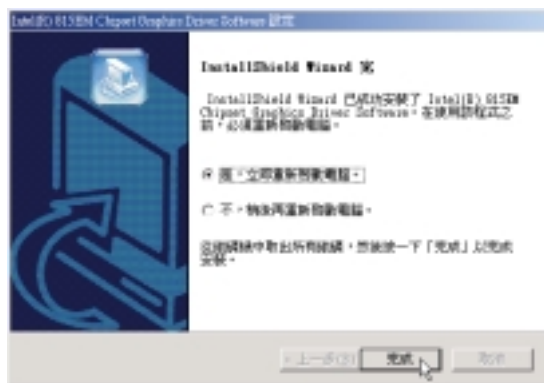 Intel(R) 815EM Chipset Graphics Driver Software 設定
InstallShield Wizard 完
InstallShield Wizard 已成功安裝了 Intel(R) 815EM
Chipset Graphics Driver Software。在使用該程式之
前，必須重新啟動電腦。
是，立即重新啟動電腦。
不，稍後再重新啟動電腦。
從磁碟機中取出所有磁碟，然後按一下「完成」以完成
安裝。
< 上一步(B)
完成
取消